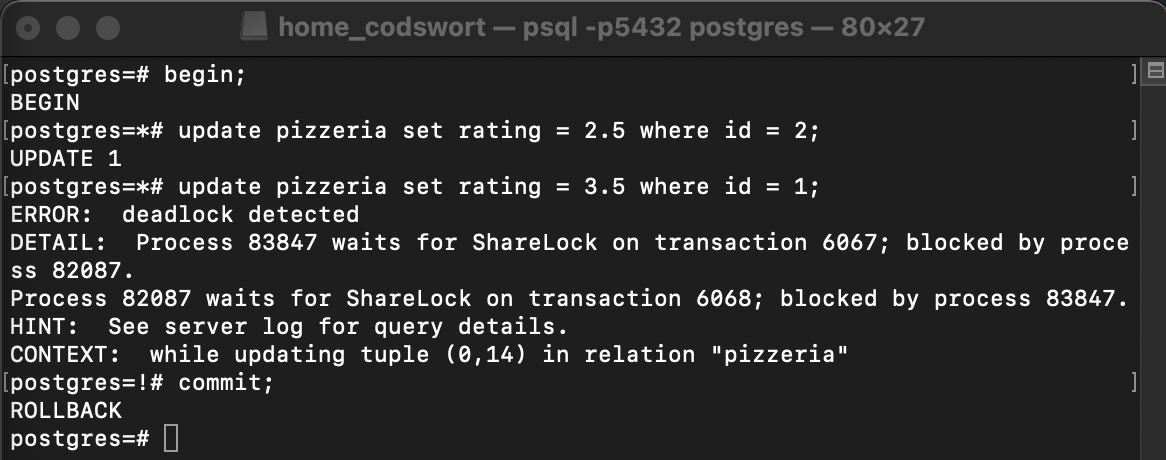 home_codswort — psql -p5432 postgres — 80×27
[postgres=# begin; ]
BEGIN
[postgres=*# update pizzeria set rating = 2.5 where id = 2; ]
UPDATE 1
[postgres=*# update pizzeria set rating = 3.5 where id = 1; ]
ERROR:  deadlock detected
DETAIL:  Process 83847 waits for ShareLock on transaction 6067; blocked by proce
ss 82087.
Process 82087 waits for ShareLock on transaction 6068; blocked by process 83847.
HINT:  See server log for query details.
CONTEXT:  while updating tuple (0,14) in relation "pizzeria"
[postgres=!# commit; ]
ROLLBACK
postgres=#